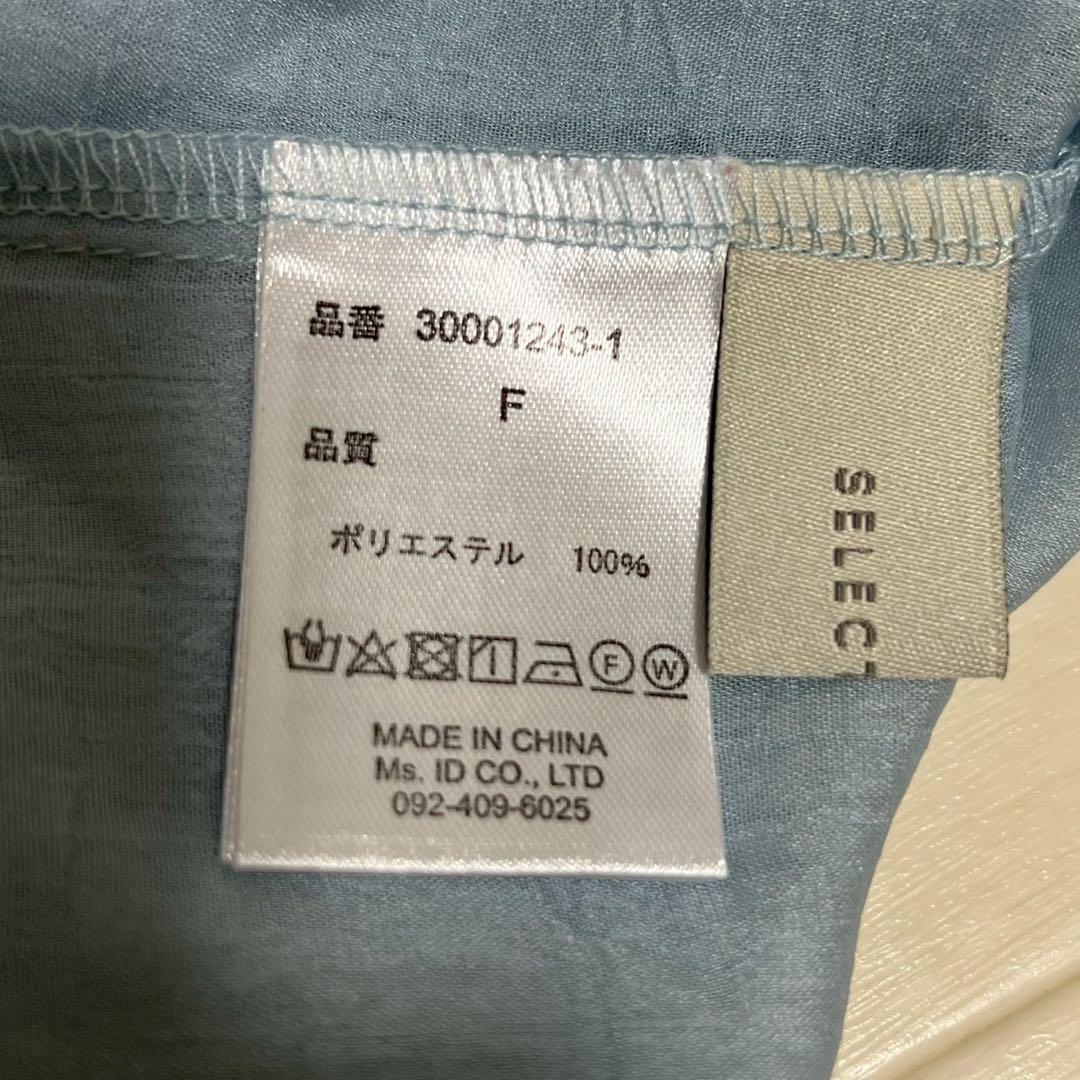 品番 30001243-1
F
品質
ポリエステル 100%
F W
MADE IN CHINA
Ms. ID CO., LTD
092-409-6025
SELECT